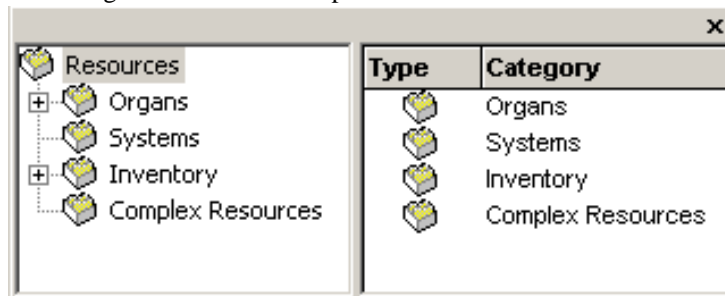 x
Resources
Organs
Systems
Inventory
Complex Resources
Type Category
Organs
Systems
Inventory
Complex Resources